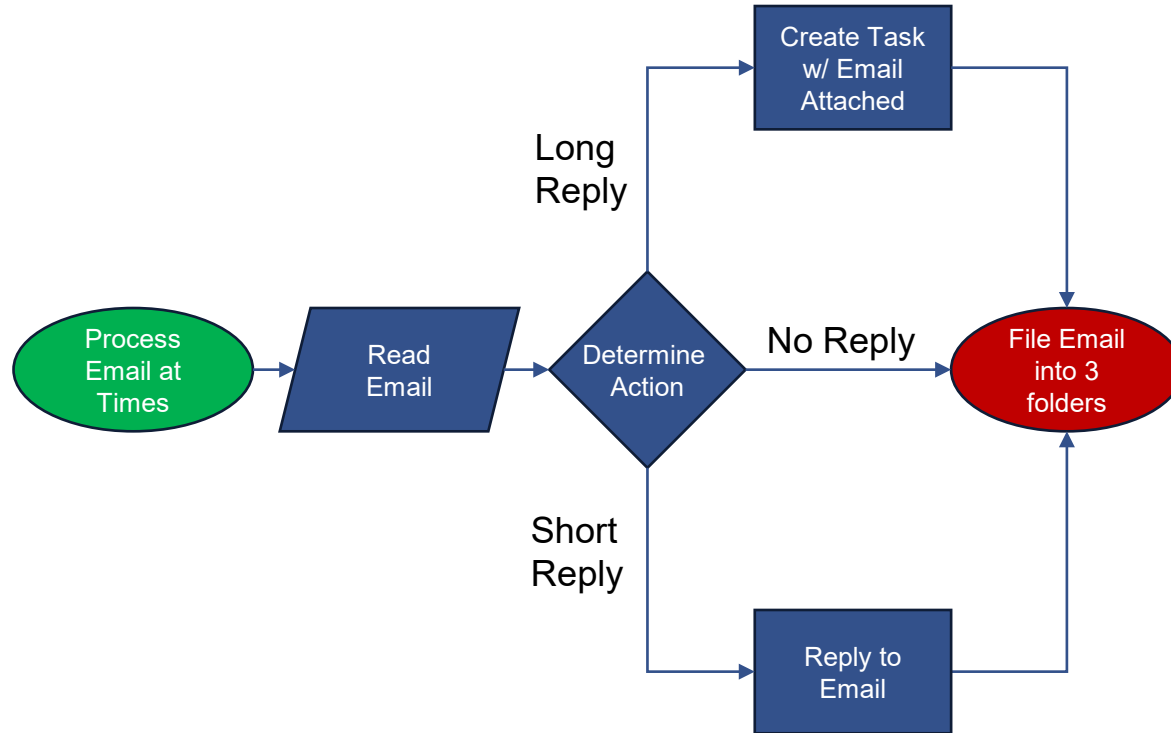 Create Task
w/ Email
Attached
Long
Reply
Process
Email at
Times
Read
Email
Determine
Action
No Reply
File Email
into 3
folders
Short
Reply
Reply to
Email